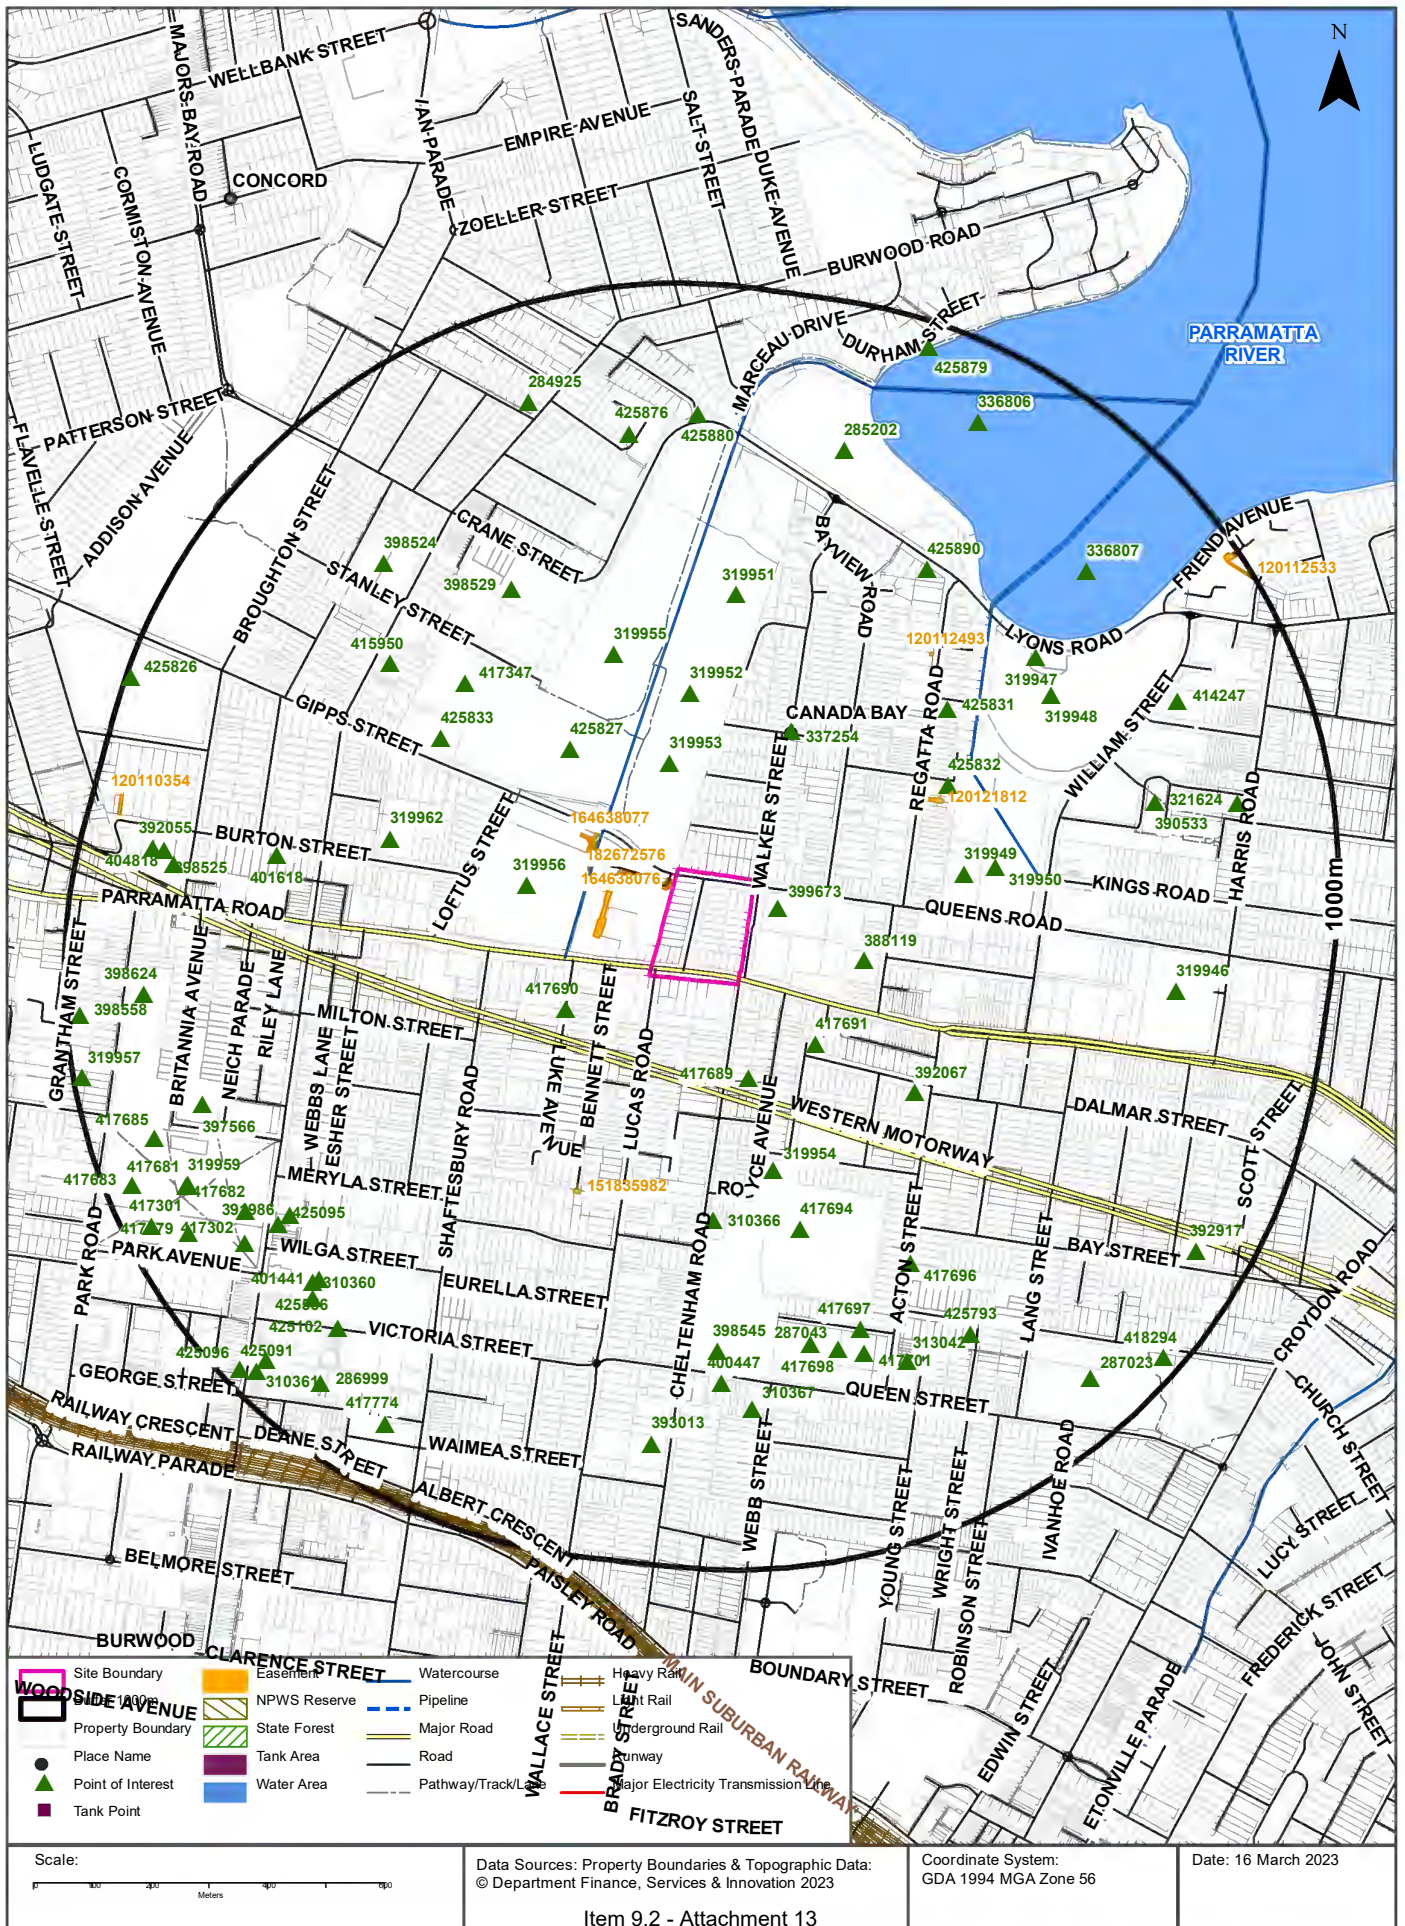 N
SANDERS-PARADE
MAJORS-BAY-ROAD
WELLBANK STREET
IAN-PARADE
SALT-STREET
EMPIRE-AVENUE
DUKE-AVENUE
LUDGATE-STREET
CORMISTON-AVENUE
CONCORD
ZOELLER-STREET
BURWOOD ROAD
MARCEAU-DRIVE
DURHAM-STREET
PARRAMATTA
RIVER
425879
284925
336806
425876
425880
285202
PATTERSON-STREET
FLAVELLE-STREET
ADDISON-AVENUE
BROUGHTON-STREET
CRANE-STREET
BAYVIEW-ROAD
FRIEND-AVENUE
398524
398529
425890
336807
120112533
STANLEY-STREET
319951
415950
319955
120112493
LYONS ROAD
425826
417347
319952
319947
319948
414247
GIPPS-STREET
425833
425827
CANADA BAY
337254
425831
319953
REGATTA ROAD
WILLIAM-STREET
WALKER-STREET
425832
120110354
120121812
321624
390533
HARRIS-ROAD
164638077
392055
BURTON STREET
319962
LOFTUS-STREET
404818
398525
401618
182672576
164638076
319956
319949
319950
KINGS ROAD
1000m
PARRAMATTA ROAD
399673
QUEENS ROAD
388119
GRANTHAM-STREET
398624
BRITANNIA AVENUE
NEICH PARADE
RILEY LANE
319946
398558
417690
MILTON STREET
BENNETT-STREET
417691
LUCAS ROAD
319957
WEBBS LANE
ESHER STREET
SHAFTESBURY ROAD
LUKE AVENUE
417689
392067
DALMAR STREET
SCOTT-STREET
417685
397566
WESTERN MOTORWAY
ROYCE AVENUE
417681
319959
319954
417683
417682
MERYLA-STREET
151835982
417301
425095
310366
417694
417302
PARK ROAD
PARK AVENUE
WILGA-STREET
CHELTENHAM ROAD
ACTON-STREET
LANG STREET
BAY-STREET
392917
CROYDON ROAD
401441
310360
EURELLA-STREET
417696
417697
425793
425102
VICTORIA-STREET
398545
287043
313042
418294
425096
425091
400447
417698
417701
287023
GEORGE-STREET
310361
286999
QUEEN-STREET
CHURCH STREET
417774
310367
RAILWAY CRESCENT
DEANE-STREET
WAIMEA-STREET
393013
RAILWAY-PARADE
WEBB STREET
YOUNG STREET
WRIGHT STREET
IVANHOE ROAD
ALBERT-CRESCENT
LUCY-STREET
BELMORE-STREET
PAISLEY-ROAD
ROBINSON STREET
FREDERICK STREET
BURWOOD
CLARENCE STREET
WOODSIDE AVENUE
WALLACE STREET
BRADY STREET
MAIN SUBURBAN RAILWAY
BOUNDARY STREET
EDWIN STREET
ETONVILLE PARADE
JOHN STREET
FITZROY STREET
Site Boundary
Buffer 1000m
Property Boundary
Place Name
Point of Interest
Tank Point
Easement
NPWS Reserve
State Forest
Tank Area
Water Area
Watercourse
Pipeline
Major Road
Road
Pathway/Track/Lane
Heavy Rail
Light Rail
Underground Rail
Runway
Major Electricity Transmission Line
Scale:
0 100 200 400 600
Meters
Data Sources: Property Boundaries & Topographic Data:
© Department Finance, Services & Innovation 2023
Coordinate System:
GDA 1994 MGA Zone 56
Date: 16 March 2023
Item 9.2 - Attachment 13